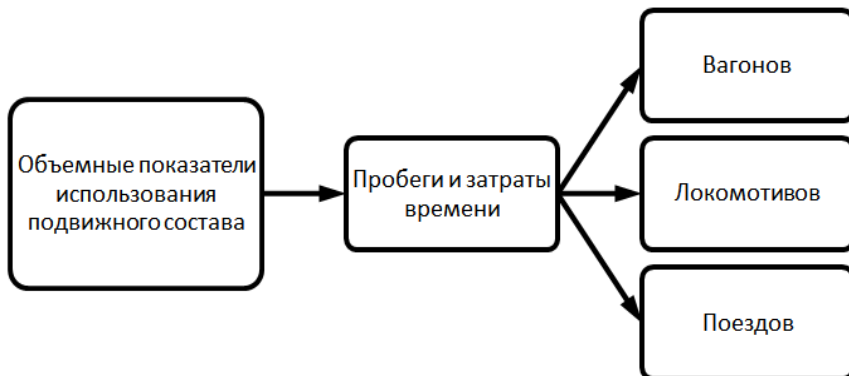 Объемные показатели
использования
подвижного состава
Пробеги и затраты
времени
Вагонов
Локомотивов
Поездов